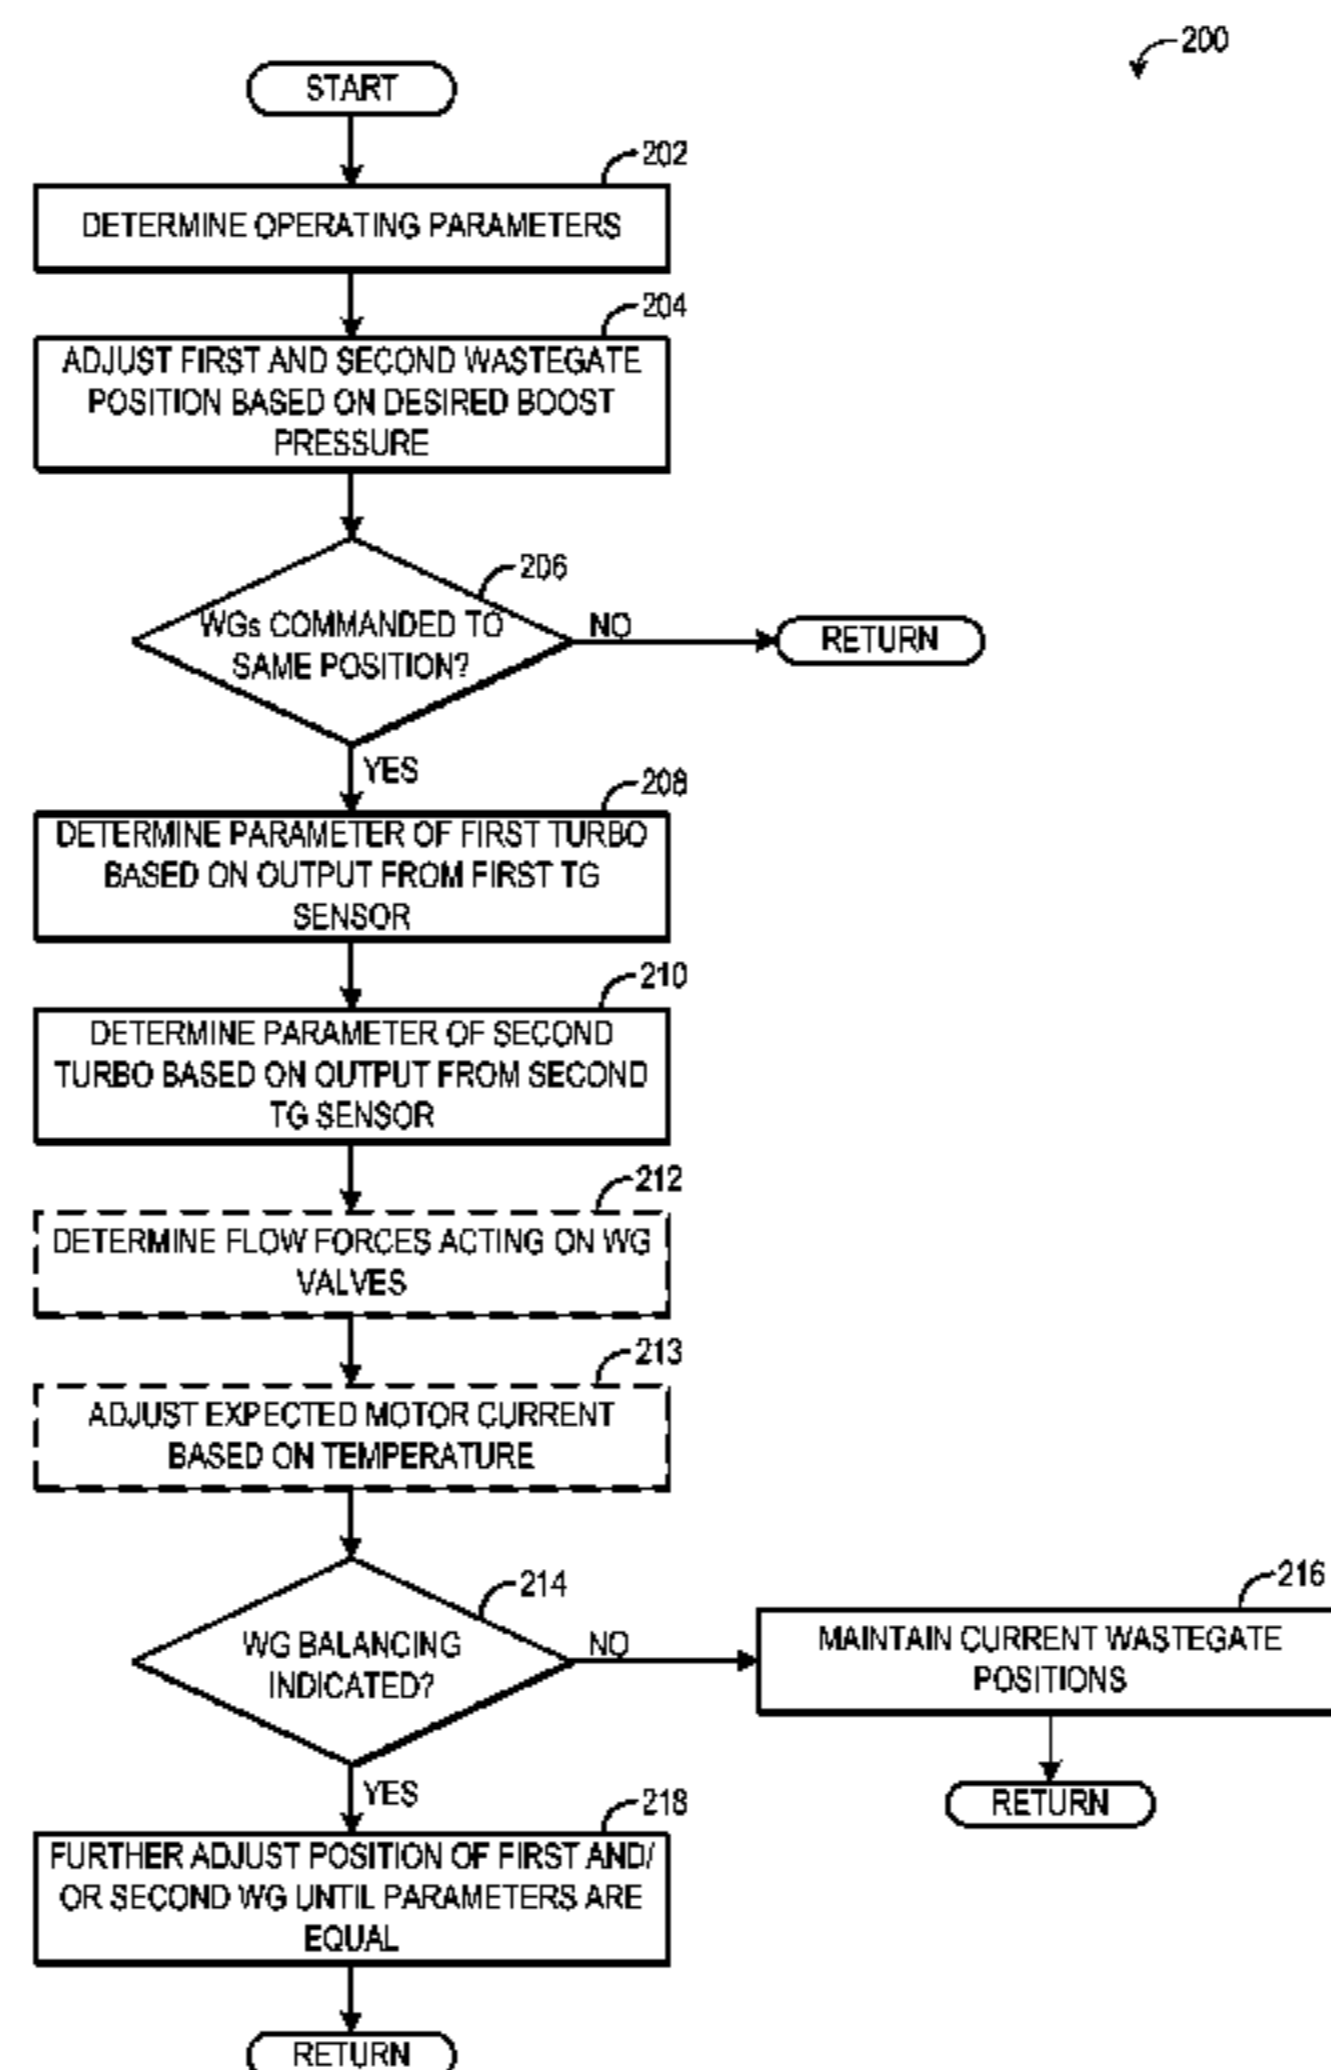 200
START
202
DETERMINE OPERATING PARAMETERS
204
ADJUST FIRST AND SECOND WASTEGATE
POSITION BASED ON DESIRED BOOST
PRESSURE
206
WGs COMMANDED TO
SAME POSITION?
NO
RETURN
YES
208
DETERMINE PARAMETER OF FIRST TURBO
BASED ON OUTPUT FROM FIRST TG
SENSOR
210
DETERMINE PARAMETER OF SECOND
TURBO BASED ON OUTPUT FROM SECOND
TG SENSOR
212
DETERMINE FLOW FORCES ACTING ON WG
VALVES
213
ADJUST EXPECTED MOTOR CURRENT
BASED ON TEMPERATURE
214
WG BALANCING
INDICATED?
NO
216
MAINTAIN CURRENT WASTEGATE
POSITIONS
RETURN
YES
218
FURTHER ADJUST POSITION OF FIRST AND/
OR SECOND WG UNTIL PARAMETERS ARE
EQUAL
RETURN